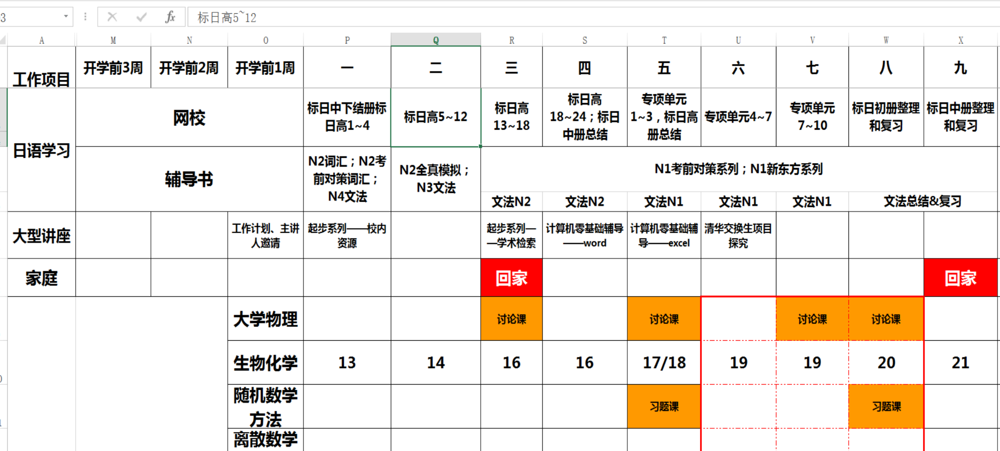 3
fx
标日高5~12
A M N O P Q R S T U V W X
工作项目 开学前3周 开学前2周 开学前1周 一 二 三 四 五 六 七 八 九
日语学习
网校
标日中下结册标
日高1~4
标日高5~12
标日高
13~18
标日高
18~24；标日
中册总结
专项单元
1~3，标日高
册总结
专项单元4~7
专项单元
7~10
标日初册整理
和复习
标日中册整理
和复习
辅导书
N2词汇；N2考
前对策词汇；
N4文法
N2全真模拟；
N3文法
N1考前对策系列；N1新东方系列
文法N2 文法N2 文法N1 文法N1 文法N1 文法总结&复习
大型讲座
工作计划、主讲
人邀请
起步系列——校内
资源
起步系列—
—学术检索
计算机零基础辅导
——word
计算机零基础辅
导——excel
清华交换生项目
探究
家庭 回家 回家
大学物理 讨论课 讨论课 讨论课 讨论课
生物化学 13 14 16 16 17/18 19 19 20 21
随机数学
方法
习题课 习题课
离散数学